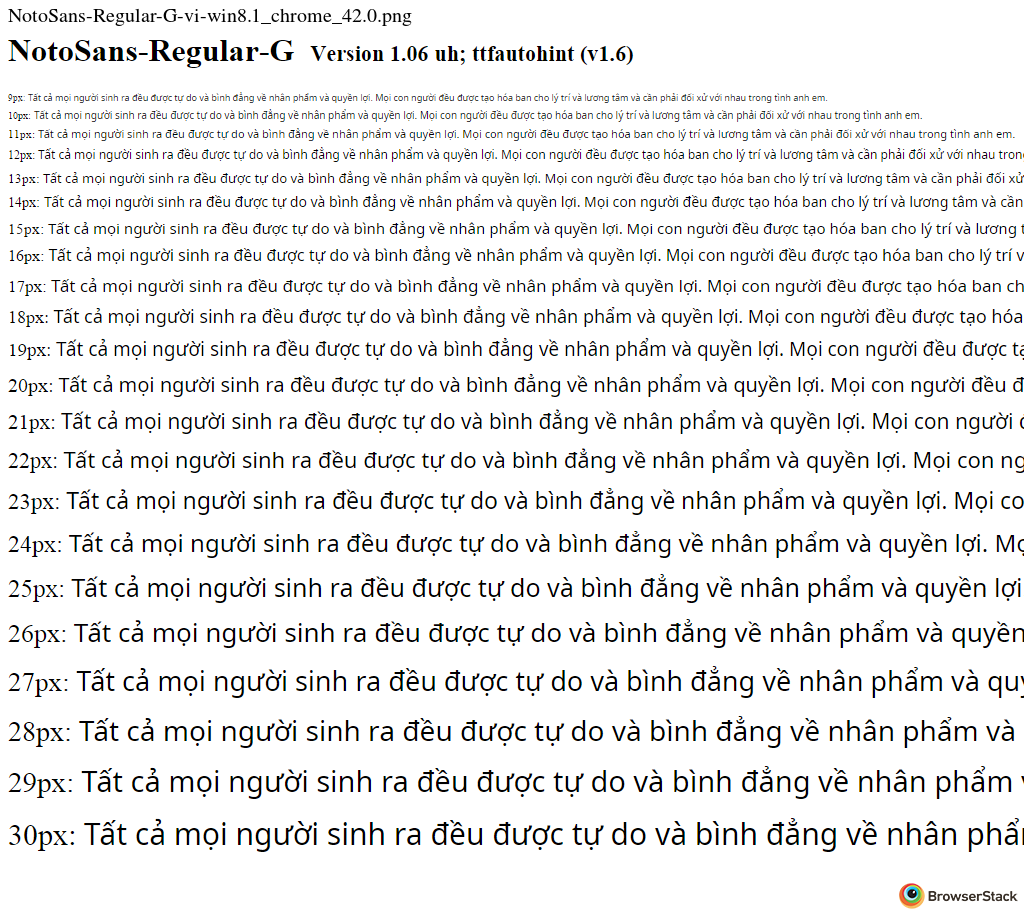 NotoSans-Regular-G-vi-win8.1_chrome_42.0.png
NotoSans-Regular-G Version 1.06 uh; ttfautohint (v1.6)
9px: Tất cả mọi người sinh ra đều được tự do và bình đẳng về nhân phẩm và quyền lợi. Mọi con người đều được tạo hóa ban cho lý trí và lương tâm và cần phải đối xử với nhau trong tình anh em.
10px: Tất cả mọi người sinh ra đều được tự do và bình đẳng về nhân phẩm và quyền lợi. Mọi con người đều được tạo hóa ban cho lý trí và lương tâm và cần phải đối xử với nhau trong tình anh em.
11px: Tất cả mọi người sinh ra đều được tự do và bình đẳng về nhân phẩm và quyền lợi. Mọi con người đều được tạo hóa ban cho lý trí và lương tâm và cần phải đối xử với nhau trong tình anh em.
12px: Tất cả mọi người sinh ra đều được tự do và bình đẳng về nhân phẩm và quyền lợi. Mọi con người đều được tạo hóa ban cho lý trí và lương tâm và cần phải đối xử với nhau tron
13px: Tất cả mọi người sinh ra đều được tự do và bình đẳng về nhân phẩm và quyền lợi. Mọi con người đều được tạo hóa ban cho lý trí và lương tâm và cần phải đối xử
14px: Tất cả mọi người sinh ra đều được tự do và bình đẳng về nhân phẩm và quyền lợi. Mọi con người đều được tạo hóa ban cho lý trí và lương tâm và cần
15px: Tất cả mọi người sinh ra đều được tự do và bình đẳng về nhân phẩm và quyền lợi. Mọi con người đều được tạo hóa ban cho lý trí và lương t
16px: Tất cả mọi người sinh ra đều được tự do và bình đẳng về nhân phẩm và quyền lợi. Mọi con người đều được tạo hóa ban cho lý trí v
17px: Tất cả mọi người sinh ra đều được tự do và bình đẳng về nhân phẩm và quyền lợi. Mọi con người đều được tạo hóa ban ch
18px: Tất cả mọi người sinh ra đều được tự do và bình đẳng về nhân phẩm và quyền lợi. Mọi con người đều được tạo hóa
19px: Tất cả mọi người sinh ra đều được tự do và bình đẳng về nhân phẩm và quyền lợi. Mọi con người đều được tạ
20px: Tất cả mọi người sinh ra đều được tự do và bình đẳng về nhân phẩm và quyền lợi. Mọi con người đều đ
21px: Tất cả mọi người sinh ra đều được tự do và bình đẳng về nhân phẩm và quyền lợi. Mọi con người
22px: Tất cả mọi người sinh ra đều được tự do và bình đẳng về nhân phẩm và quyền lợi. Mọi con ng
23px: Tất cả mọi người sinh ra đều được tự do và bình đẳng về nhân phẩm và quyền lợi. Mọi co
24px: Tất cả mọi người sinh ra đều được tự do và bình đẳng về nhân phẩm và quyền lợi. Mọ
25px: Tất cả mọi người sinh ra đều được tự do và bình đẳng về nhân phẩm và quyền lợi
26px: Tất cả mọi người sinh ra đều được tự do và bình đẳng về nhân phẩm và quyền
27px: Tất cả mọi người sinh ra đều được tự do và bình đẳng về nhân phẩm và quy
28px: Tất cả mọi người sinh ra đều được tự do và bình đẳng về nhân phẩm và
29px: Tất cả mọi người sinh ra đều được tự do và bình đẳng về nhân phẩm v
30px: Tất cả mọi người sinh ra đều được tự do và bình đẳng về nhân phẩ
BrowserStack